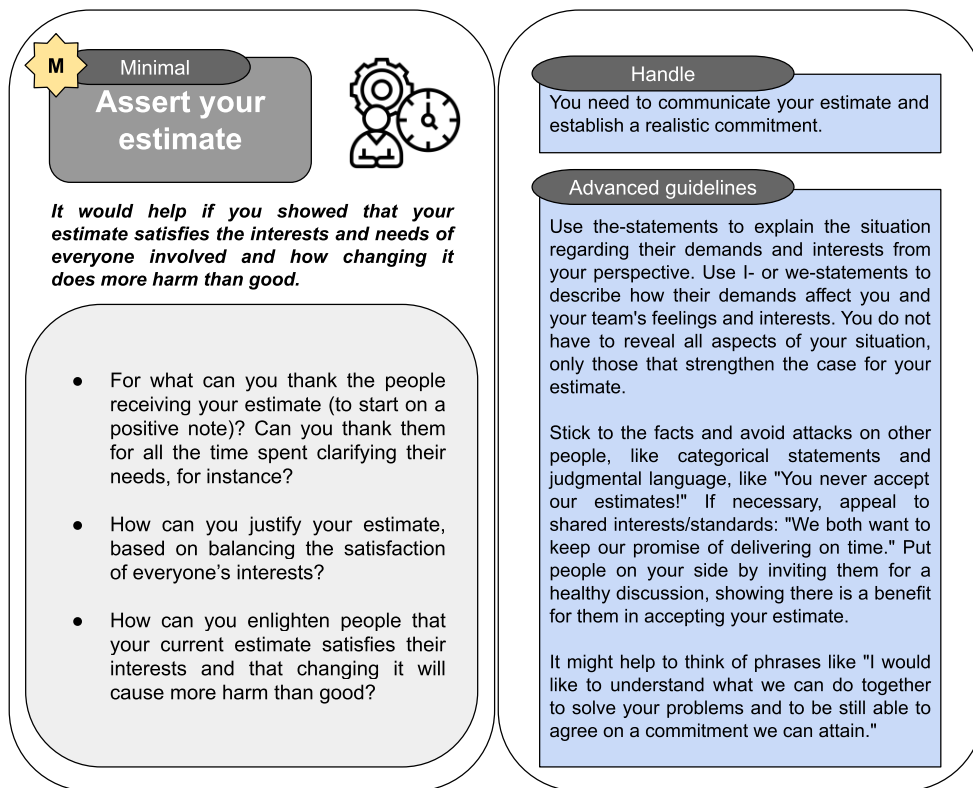 M
Minimal
Assert your
estimate
It would help if you showed that your
estimate satisfies the interests and needs of
everyone involved and how changing it
does more harm than good.
● For what can you thank the people
receiving your estimate (to start on a
positive note)? Can you thank them
for all the time spent clarifying their
needs, for instance?
● How can you justify your estimate,
based on balancing the satisfaction
of everyone's interests?
● How can you enlighten people that
your current estimate satisfies their
interests and that changing it will
cause more harm than good?
Handle
You need to communicate your estimate and
establish a realistic commitment.
Advanced guidelines
Use the-statements to explain the situation
regarding their demands and interests from
your perspective. Use I- or we-statements to
describe how their demands affect you and
your team's feelings and interests. You do not
have to reveal all aspects of your situation,
only those that strengthen the case for your
estimate.
Stick to the facts and avoid attacks on other
people, like categorical statements and
judgmental language, like "You never accept
our estimates!" If necessary, appeal to
shared interests/standards: "We both want to
keep our promise of delivering on time." Put
people on your side by inviting them for a
healthy discussion, showing there is a benefit
for them in accepting your estimate.
It might help to think of phrases like "I would
like to understand what we can do together
to solve your problems and to be still able to
agree on a commitment we can attain."